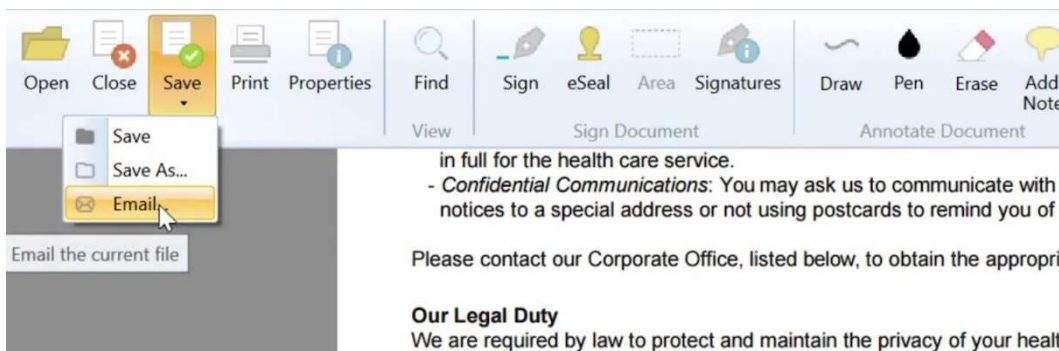 Open Close Save Print Properties Find Sign eSeal Area Signatures Draw Pen Erase Add
Note
View Sign Document Annotate Document
Save
Save As...
Email...
Email the current file
in full for the health care service.
- Confidential Communications: You may ask us to communicate with
notices to a special address or not using postcards to remind you of
Please contact our Corporate Office, listed below, to obtain the
Our Legal Duty
We are required by law to protect and maintain the privacy of your